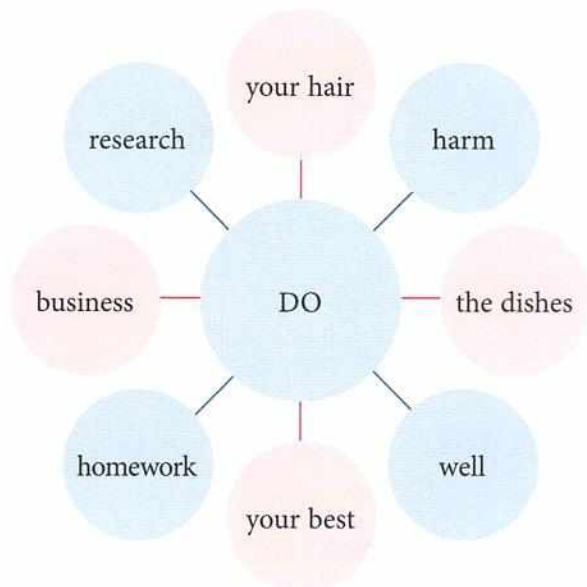 your hair
research
harm
business
DO
the dishes
homework
well
your best